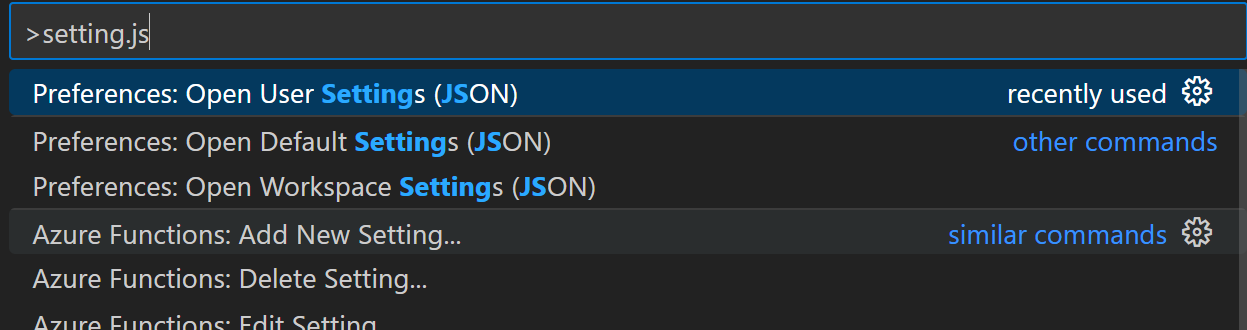 >setting.js
Preferences: Open User Settings (JSON) recently used
Preferences: Open Default Settings (JSON) other commands
Preferences: Open Workspace Settings (JSON)
Azure Functions: Add New Setting... similar commands
Azure Functions: Delete Setting...
Azure Functions: Edit Setting